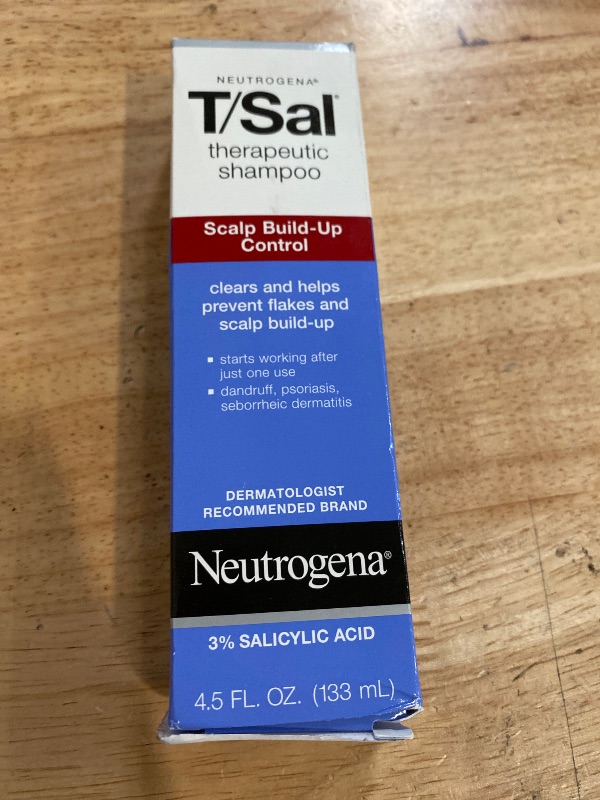 NEUTROGENA®
T/Sal®
therapeutic
shampoo
Scalp Build-Up
Control
clears and helps
prevent flakes and
scalp build-up
▪ starts working after
just one use
▪ dandruff, psoriasis,
seborrheic dermatitis
DERMATOLOGIST
RECOMMENDED BRAND
Neutrogena®
3% SALICYLIC ACID
4.5 FL. OZ. (133 mL)